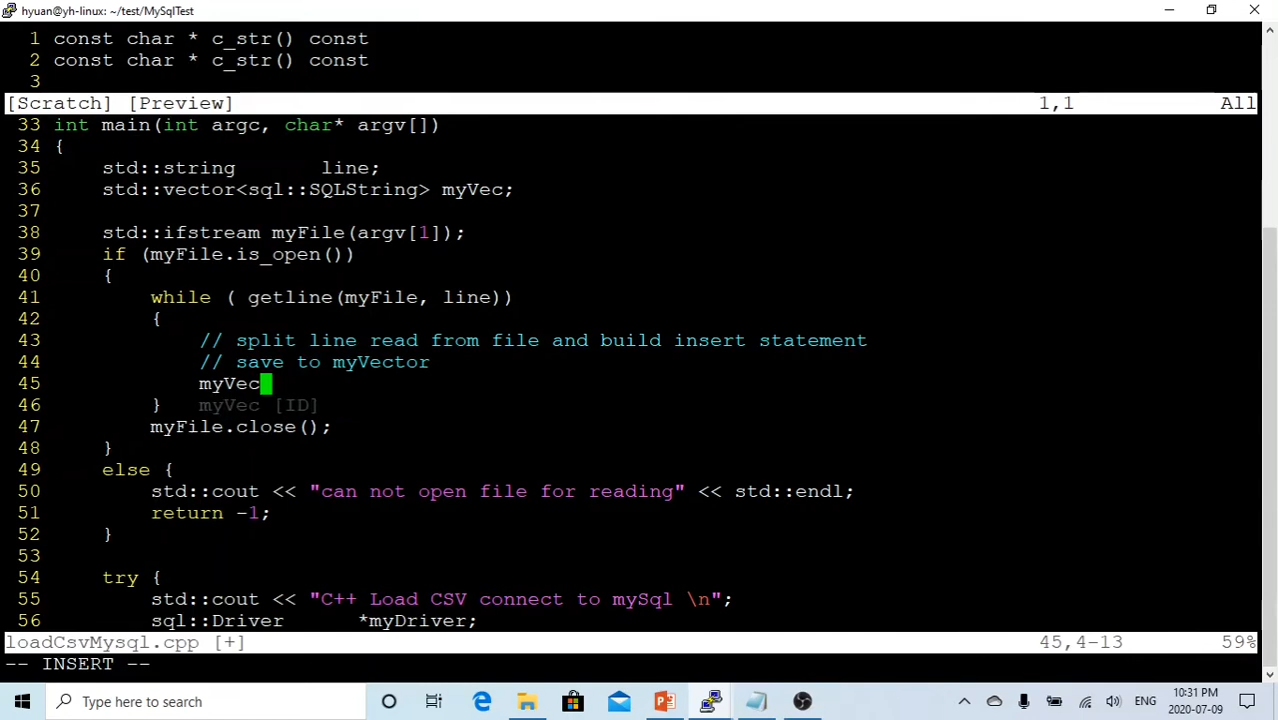 hyuan@yh-linux: ~/test/MySqlTest
1 const char * c_str() const
2 const char * c_str() const
3
[Scratch] [Preview] 1,1 All
33 int main(int argc, char* argv[])
34 {
35     std::string       line;
36     std::vector<sql::SQLString> myVec;
37
38     std::ifstream myFile(argv[1]);
39     if (myFile.is_open())
40     {
41         while ( getline(myFile, line))
42         {
43             // split line read from file and build insert statement
44             // save to myVector
45             myVec
46         }   myVec [ID]
47         myFile.close();
48     }
49     else {
50         std::cout << "can not open file for reading" << std::endl;
51         return -1;
52     }
53
54     try {
55         std::cout << "C++ Load CSV connect to mySql \n";
56         sql::Driver      *myDriver;
loadCsvMysql.cpp [+] 45,4-13 59%
-- INSERT --
Type here to search
ENG
10:31 PM
2020-07-09